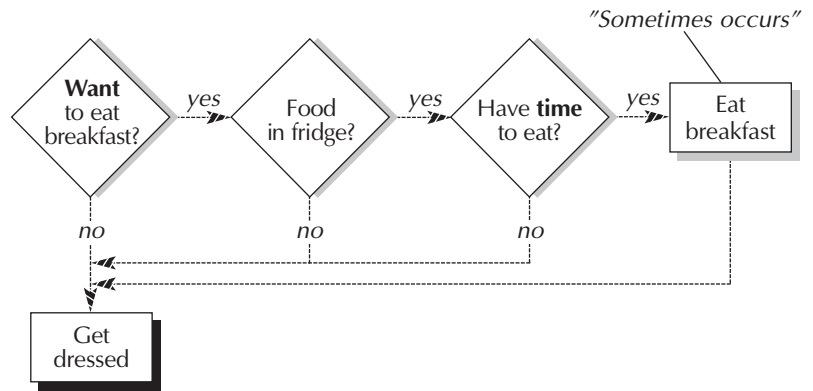 "Sometimes occurs"
Want
to eat
breakfast?
yes
Food
in fridge?
yes
Have time
to eat?
yes
Eat
breakfast
no
no
no
Get
dressed